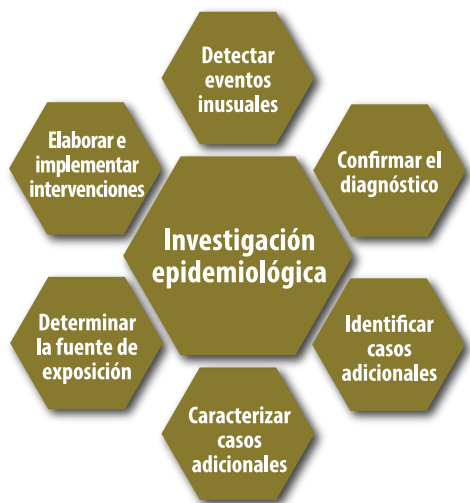 Detectar
eventos
inusuales
Confirmar el
diagnóstico
Identificar
casos
adicionales
Caracterizar
casos
adicionales
Determinar
la fuente de
exposición
Elaborar e
implementar
intervenciones
Investigación
epidemiológica